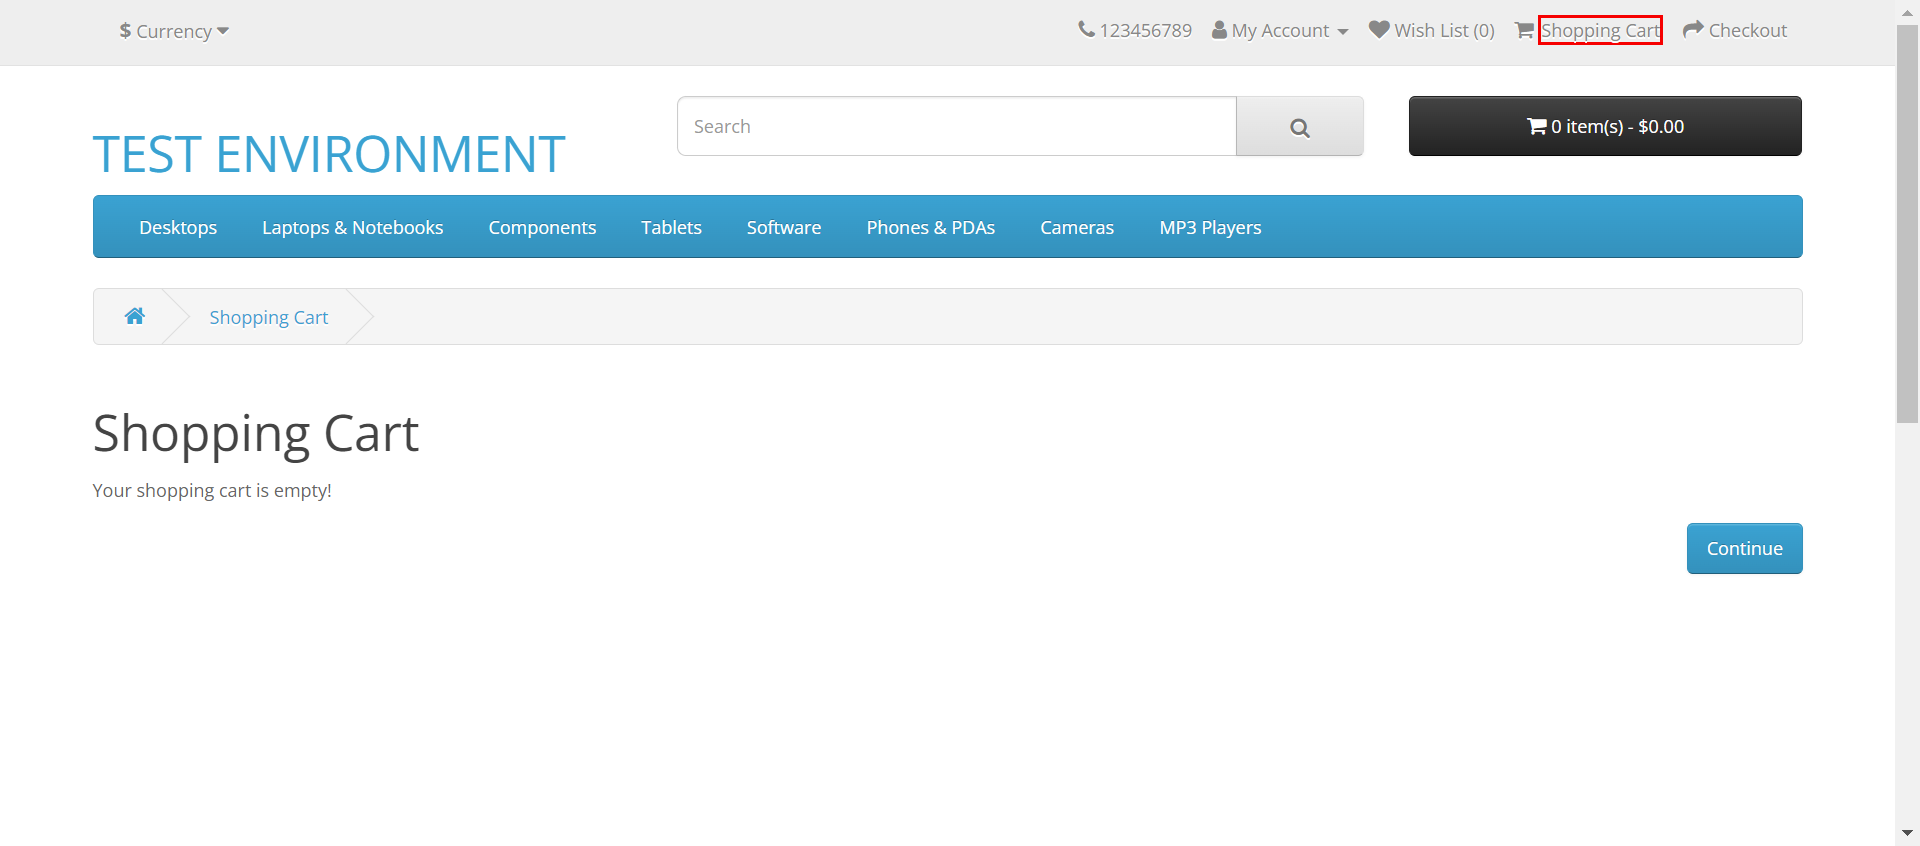 $ Currency
123456789 My Account Wish List (0) Shopping Cart Checkout
TEST ENVIRONMENT
Search
0 item(s) - $0.00
Desktops Laptops & Notebooks Components Tablets Software Phones & PDAs Cameras MP3 Players
Shopping Cart
Shopping Cart
Your shopping cart is empty!
Continue